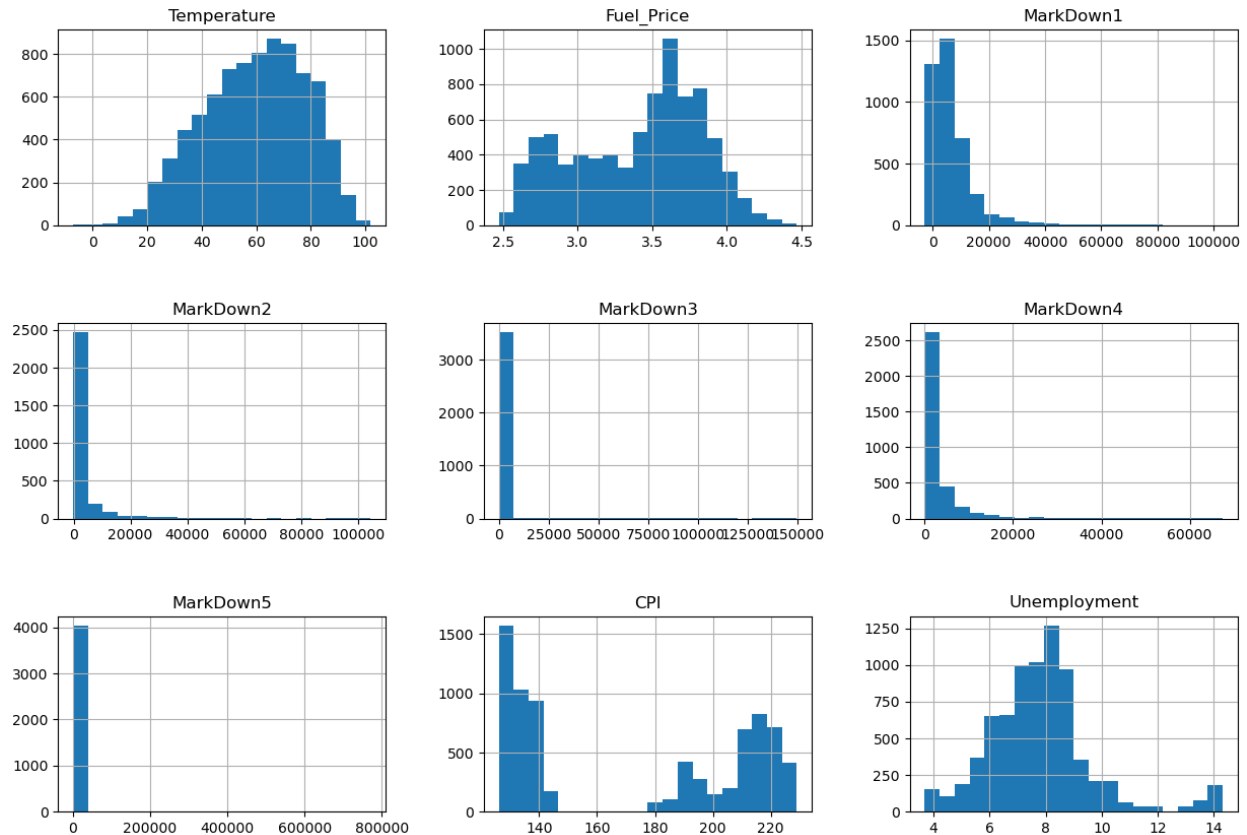 Temperature
800
600
400
200
0
0 20 40 60 80 100
Fuel_Price
1000
800
600
400
200
0
2.5 3.0 3.5 4.0 4.5
MarkDown1
1500
1000
500
0
0 20000 40000 60000 80000 100000
MarkDown2
2500
2000
1500
1000
500
0
0 20000 40000 60000 80000 100000
MarkDown3
3000
2000
1000
0
0 25000 50000 75000 100000 125000 150000
MarkDown4
2500
2000
1500
1000
500
0
0 20000 40000 60000
MarkDown5
4000
3000
2000
1000
0
0 200000 400000 600000 800000
CPI
1500
1000
500
0
140 160 180 200 220
Unemployment
1250
1000
750
500
250
0
4 6 8 10 12 14